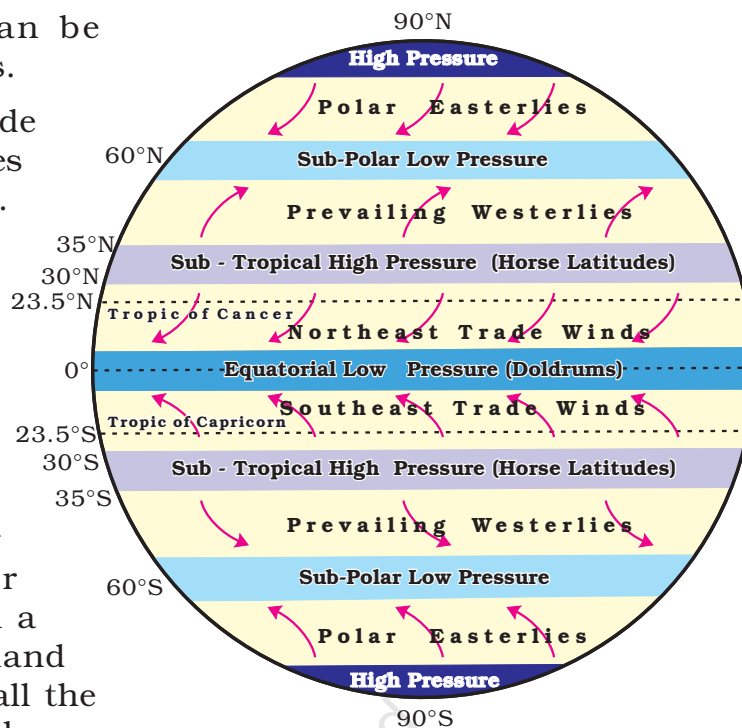 90°N
an be
s.
High Pressure
Polar Easterlies
de
es
.
60°N
Sub-Polar Low Pressure
Prevailing Westerlies
35°N
Sub - Tropical High Pressure (Horse Latitudes)
30°N
23.5°N
Tropic of Cancer
Northeast Trade Winds
0°
Equatorial Low Pressure (Doldrums)
Southeast Trade Winds
Tropic of Capricorn
23.5°S
30°S
Sub - Tropical High Pressure (Horse Latitudes)
35°S
Prevailing Westerlies
r
60°S
Sub-Polar Low Pressure
a
Polar Easterlies
and
all the
High Pressure
90°S